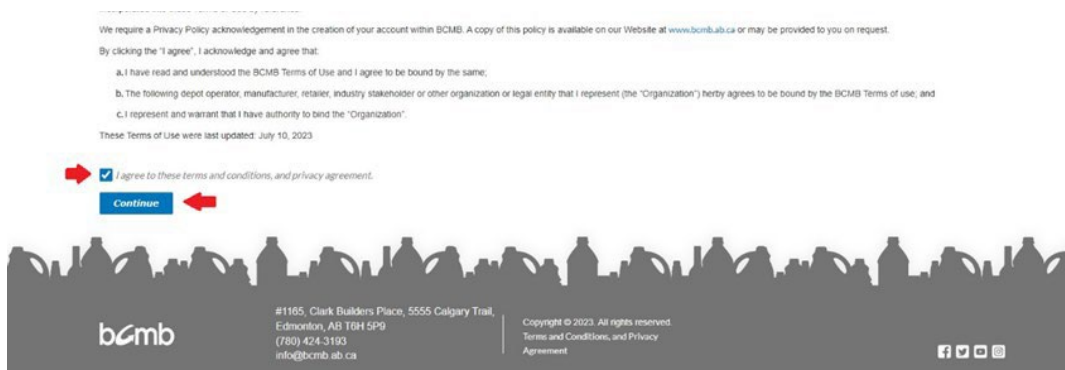 We require a Privacy Policy acknowledgement in the creation of your account within BCMB. A copy of this policy is available on our Website at www.bcmb.ab.ca or may be provided to you on request.
By clicking the "I agree", I acknowledge and agree that:
a. I have read and understood the BCMB Terms of Use and I agree to be bound by the same;
b. The following depot operator, manufacturer, retailer, industry stakeholder or other organization or legal entity that I represent (the "Organization") herby agrees to be bound by the BCMB Terms of use; and
c. I represent and warrant that I have authority to bind the "Organization".
These Terms of Use were last updated: July 10, 2023
I agree to these terms and conditions, and privacy agreement.
Continue
bcmb
#1165, Clark Builders Place, 5555 Calgary Trail,
Edmonton, AB T6H 5P9
(780) 424-3193
info@bcmb.ab.ca
Copyright © 2023. All rights reserved.
Terms and Conditions, and Privacy
Agreement